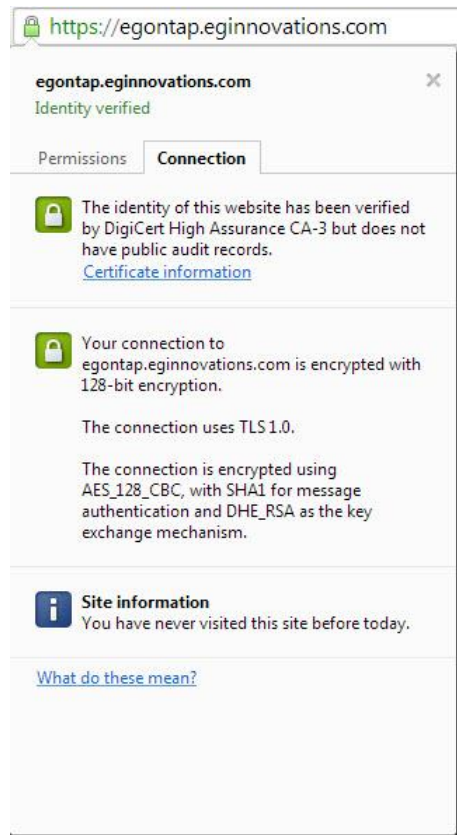 https://egontap.eginnovations.com
egontap.eginnovations.com
Identity verified
Permissions Connection
The identity of this website has been verified
by DigiCert High Assurance CA-3 but does not
have public audit records.
Certificate information
Your connection to
egontap.eginnovations.com is encrypted with
128-bit encryption.
The connection uses TLS 1.0.
The connection is encrypted using
AES_128_CBC, with SHA1 for message
authentication and DHE_RSA as the key
exchange mechanism.
Site information
You have never visited this site before today.
What do these mean?